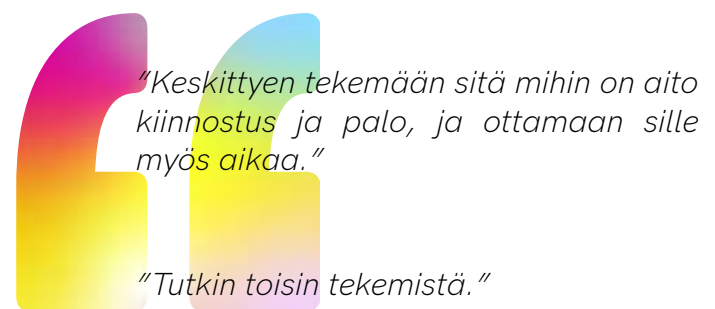 ”Keskittyen tekemään sitä mihin on aito
kiinnostus ja palo, ja ottamaan sille
myös aikaa.”
”Tutkin toisin tekemistä.”